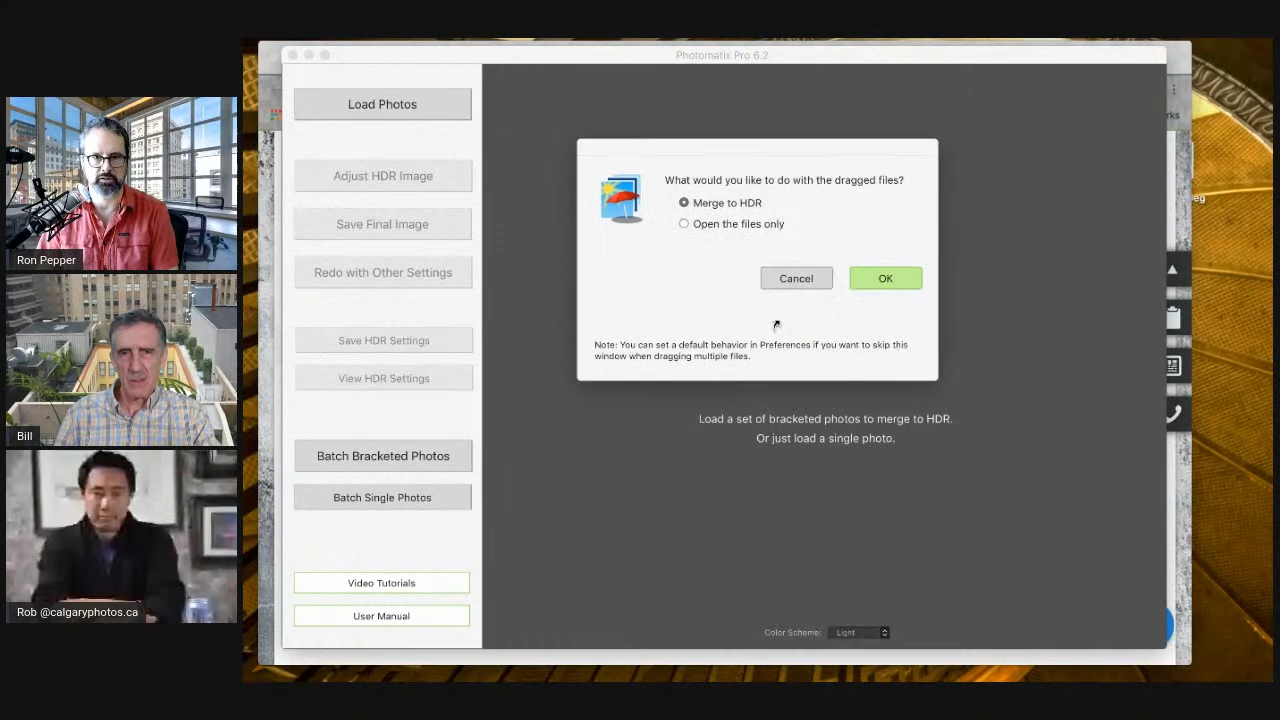 Photomatix Pro 6.2
Load Photos
Adjust HDR Image
Save Final Image
Redo with Other Settings
Save HDR Settings
View HDR Settings
Batch Bracketed Photos
Batch Single Photos
Video Tutorials
User Manual
What would you like to do with the dragged files?
Merge to HDR
Open the files only
Cancel
OK
Note: You can set a default behavior in Preferences if you want to skip this
window when dragging multiple files.
Load a set of bracketed photos to merge to HDR.
Or just load a single photo.
Color Scheme: Light
Ron Pepper
Bill
Rob @calgaryphotos.ca